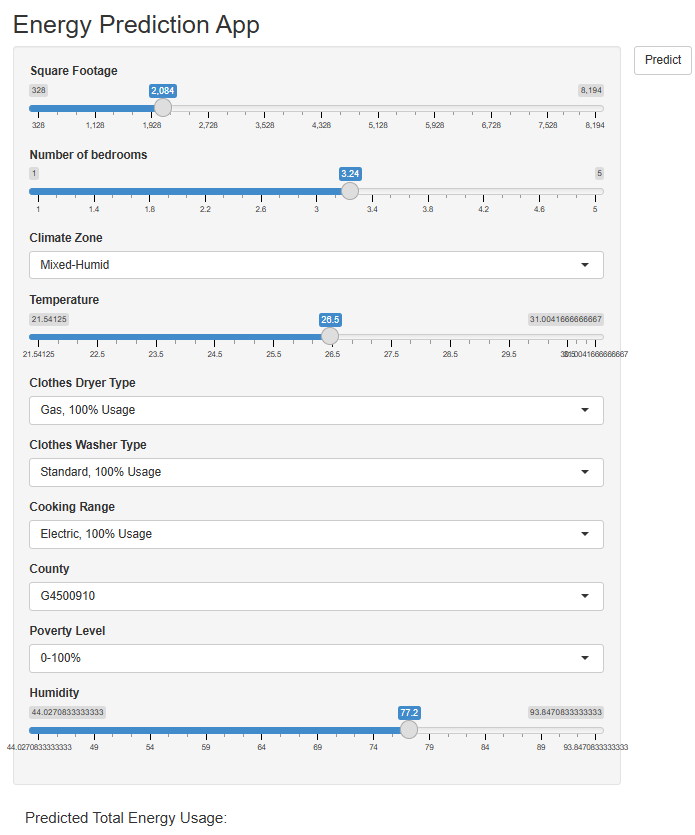 Energy Prediction App
Predict
Square Footage
328 2,084 8,194
328 1,128 1,928 2,728 3,528 4,328 5,128 5,928 6,728 7,528 8,194
Number of bedrooms
1 3.24 5
1 1.4 1.8 2.2 2.6 3 3.4 3.8 4.2 4.6 5
Climate Zone
Mixed-Humid
Temperature
21.54125 26.5 31.0041666666667
21.54125 22.5 23.5 24.5 25.5 26.5 27.5 28.5 29.5 30.5 31.0041666666667
Clothes Dryer Type
Gas, 100% Usage
Clothes Washer Type
Standard, 100% Usage
Cooking Range
Electric, 100% Usage
County
G4500910
Poverty Level
0-100%
Humidity
44.0270833333333 77.2 93.8470833333333
44.0270833333333 49 54 59 64 69 74 79 84 89 93.8470833333333
Predicted Total Energy Usage: